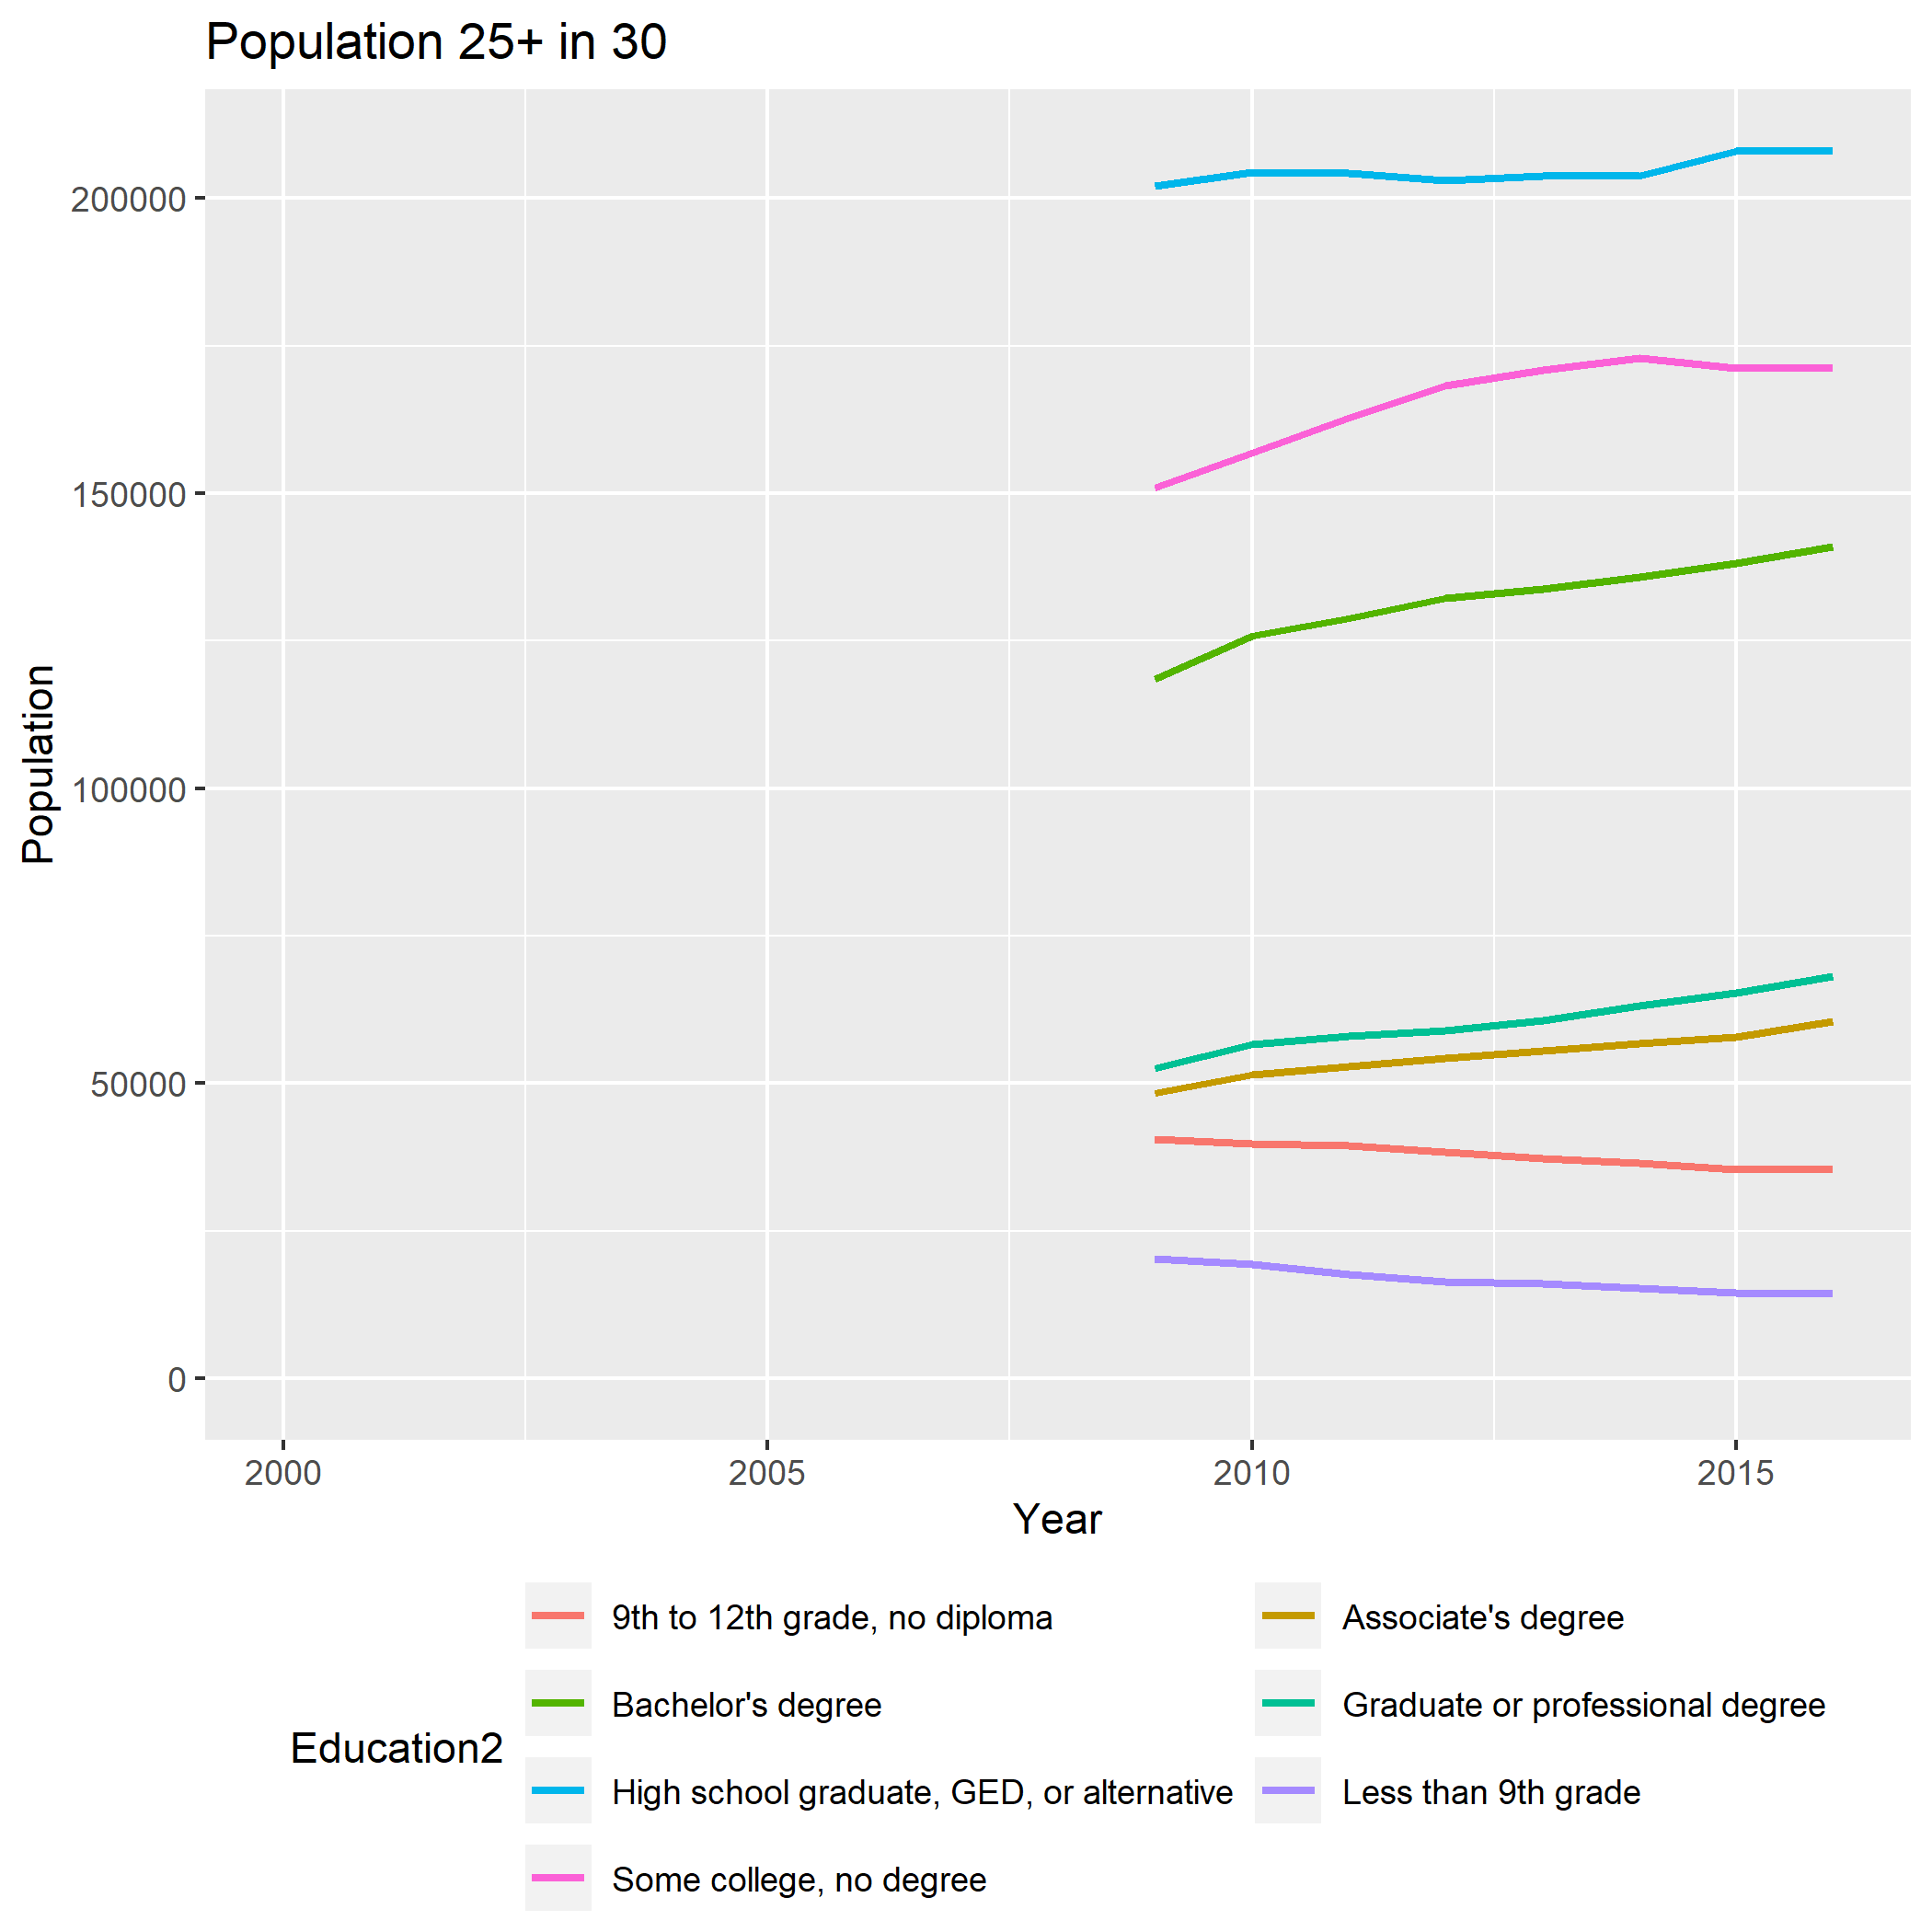 Population 25+ in 30
Population
200000
150000
100000
50000
0
2000
2005
2010
2015
Year
Education2
9th to 12th grade, no diploma
Associate's degree
Bachelor's degree
Graduate or professional degree
High school graduate, GED, or alternative
Less than 9th grade
Some college, no degree